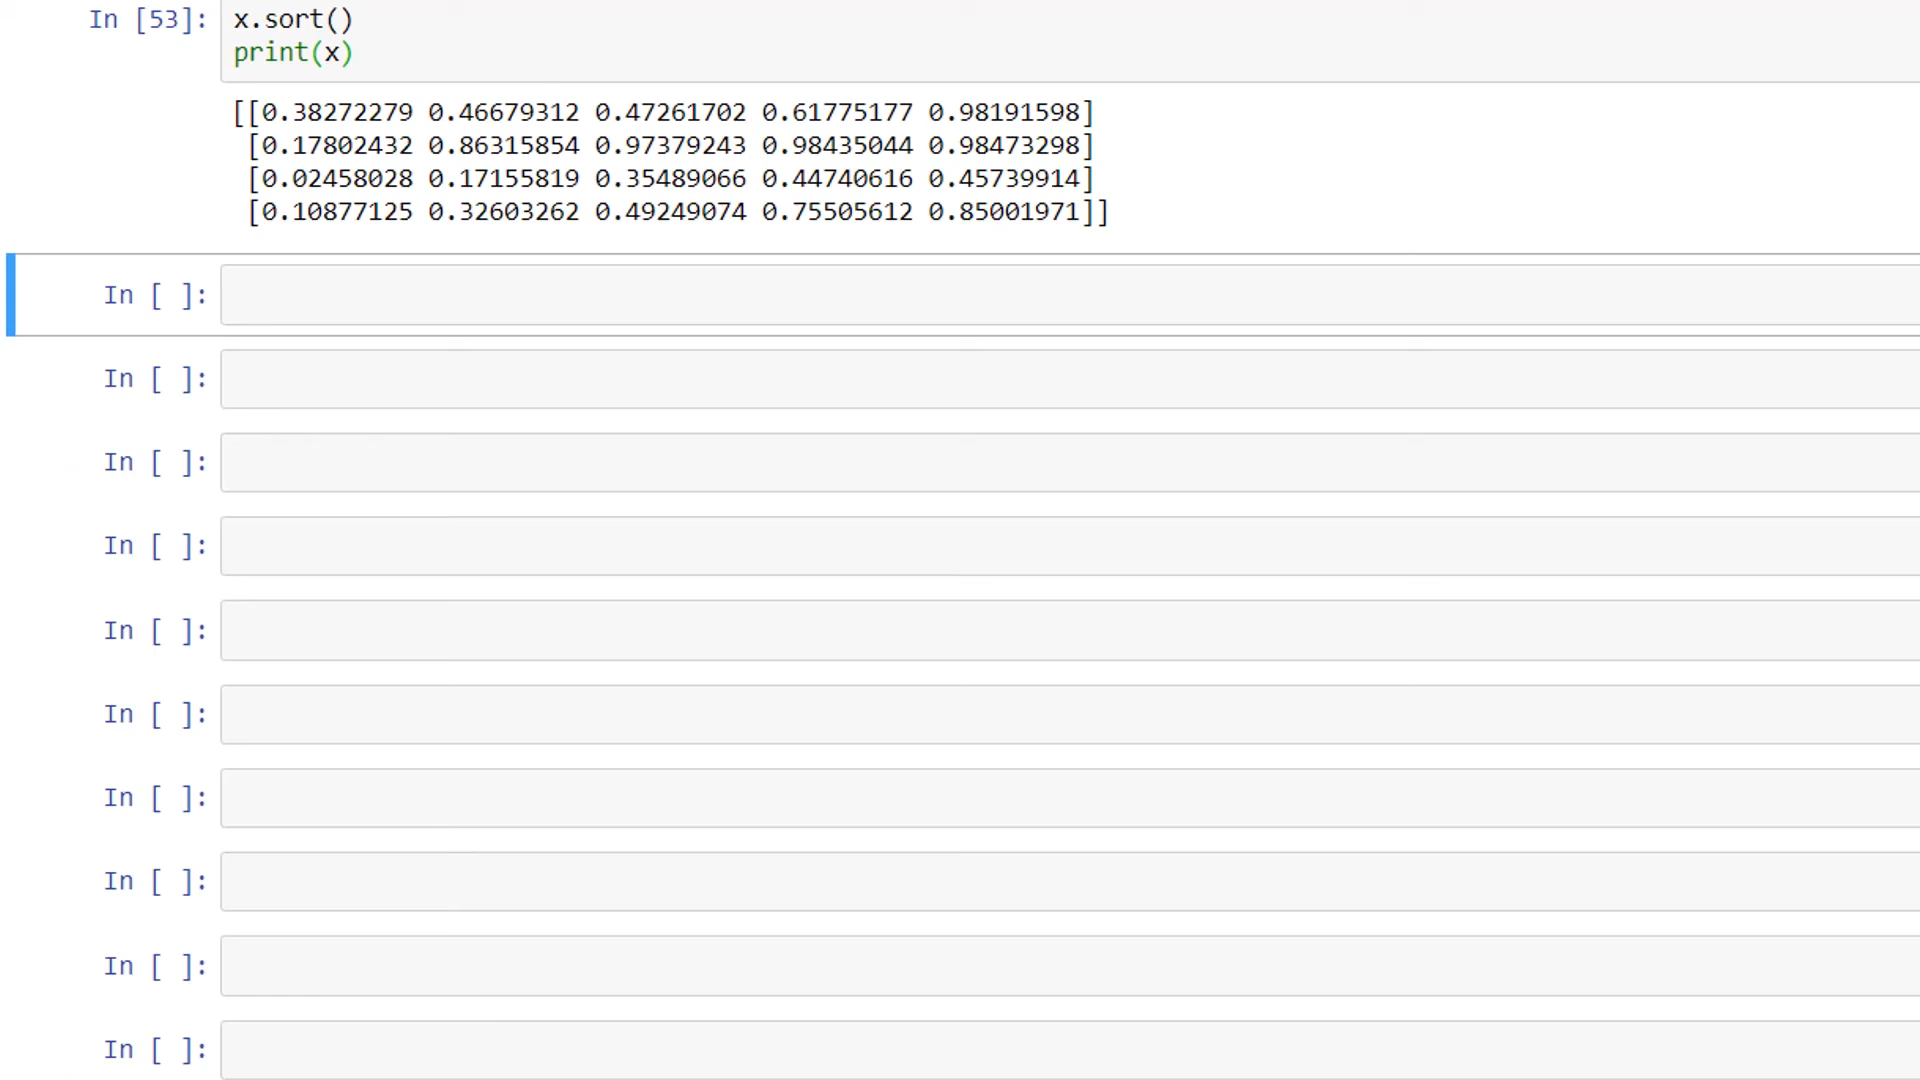 In [53]: x.sort()
print(x)
[[0.38272279 0.46679312 0.47261702 0.61775177 0.98191598]
[0.17802432 0.86315854 0.97379243 0.98435044 0.98473298]
[0.02458028 0.17155819 0.35489066 0.44740616 0.45739914]
[0.10877125 0.32603262 0.49249074 0.75505612 0.85001971]]
In [ ]:
In [ ]:
In [ ]:
In [ ]:
In [ ]:
In [ ]:
In [ ]:
In [ ]:
In [ ]:
In [ ]: